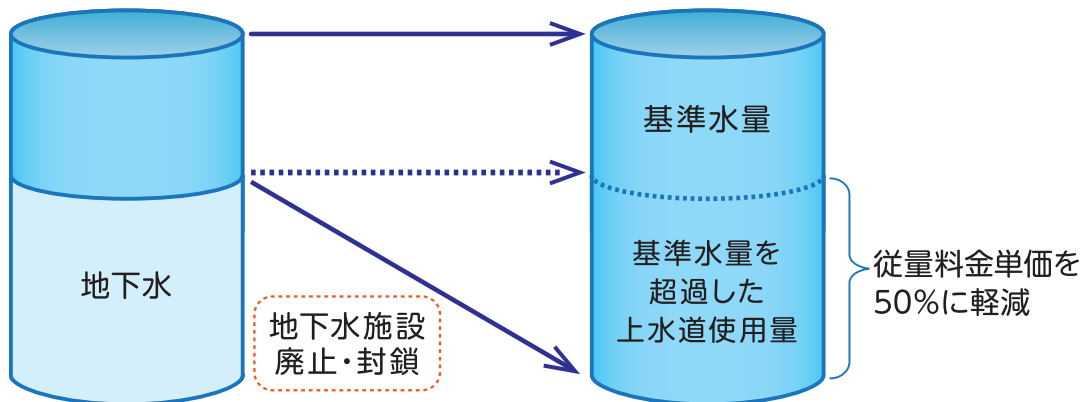 基準水量
地下水
基準水量を
超過した
上水道使用量
従量料金単価を
50%に軽減
地下水施設
廃止・封鎖